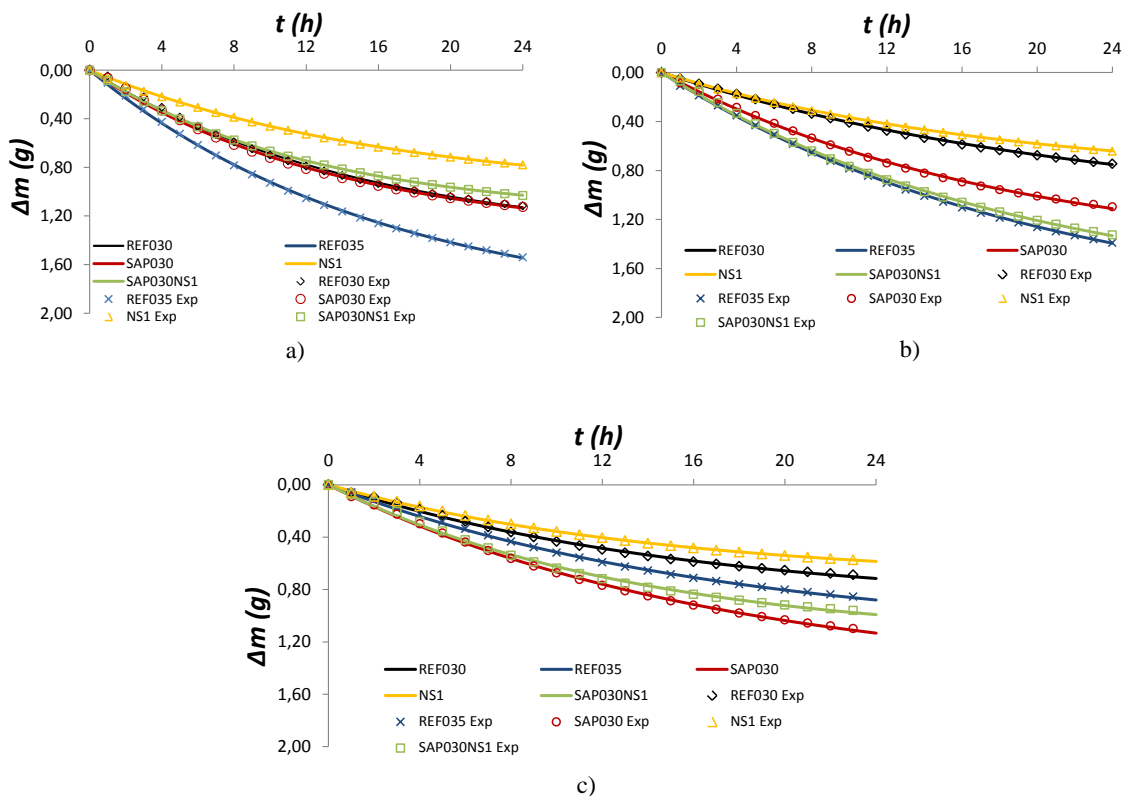 t (h)
0 4 8 12 16 20 24
0,00
0,40
0,80
1,20
1,60
2,00
Δm (g)
REF030 REF035
SAP030 NS1
SAP030NS1 REF030 Exp
REF035 Exp SAP030 Exp
NS1 Exp SAP030NS1 Exp
a)
t (h)
0 4 8 12 16 20 24
0,00
0,40
0,80
1,20
1,60
2,00
Δm (g)
REF030 REF035 SAP030
NS1 SAP030NS1 REF030 Exp
REF035 Exp SAP030 Exp NS1 Exp
SAP030NS1 Exp
b)
t (h)
0 4 8 12 16 20 24
0,00
0,40
0,80
1,20
1,60
2,00
Δm (g)
REF030 REF035 SAP030
NS1 SAP030NS1 REF030 Exp
REF035 Exp SAP030 Exp NS1 Exp
SAP030NS1 Exp
c)